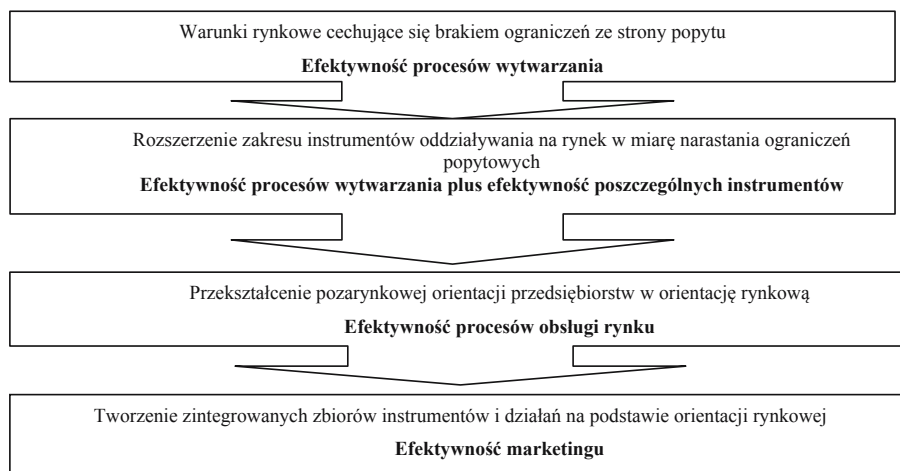 Warunki rynkowe cechujące się brakiem ograniczeń ze strony popytu
Efektywność procesów wytwarzania
Rozszerzenie zakresu instrumentów oddziaływania na rynek w miarę narastania ograniczeń
popytowych
Efektywność procesów wytwarzania plus efektywność poszczególnych instrumentów
Przekształcenie pozarynkowej orientacji przedsiębiorstw w orientację rynkową
Efektywność procesów obsługi rynku
Tworzenie zintegrowanych zbiorów instrumentów i działań na podstawie orientacji rynkowej
Efektywność marketingu